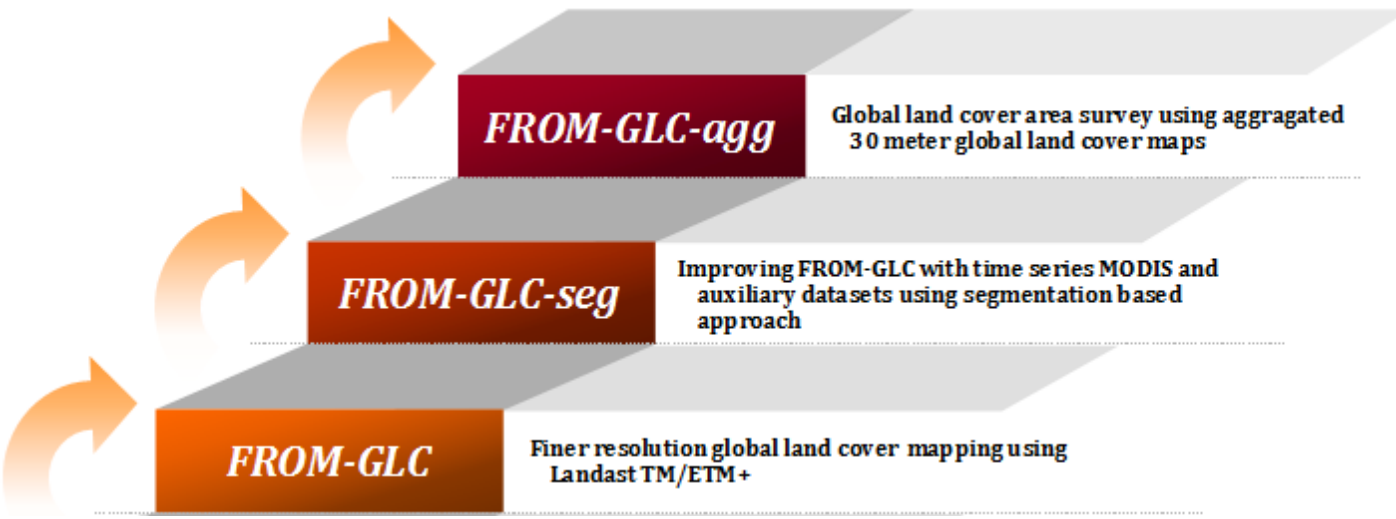 FROM-GLC-agg
Global land cover area survey using aggragated
30 meter global land cover maps
FROM-GLC-seg
Improving FROM-GLC with time series MODIS and
auxiliary datasets using segmentation based
approach
FROM-GLC
Finer resolution global land cover mapping using
Landast TM/ETM+